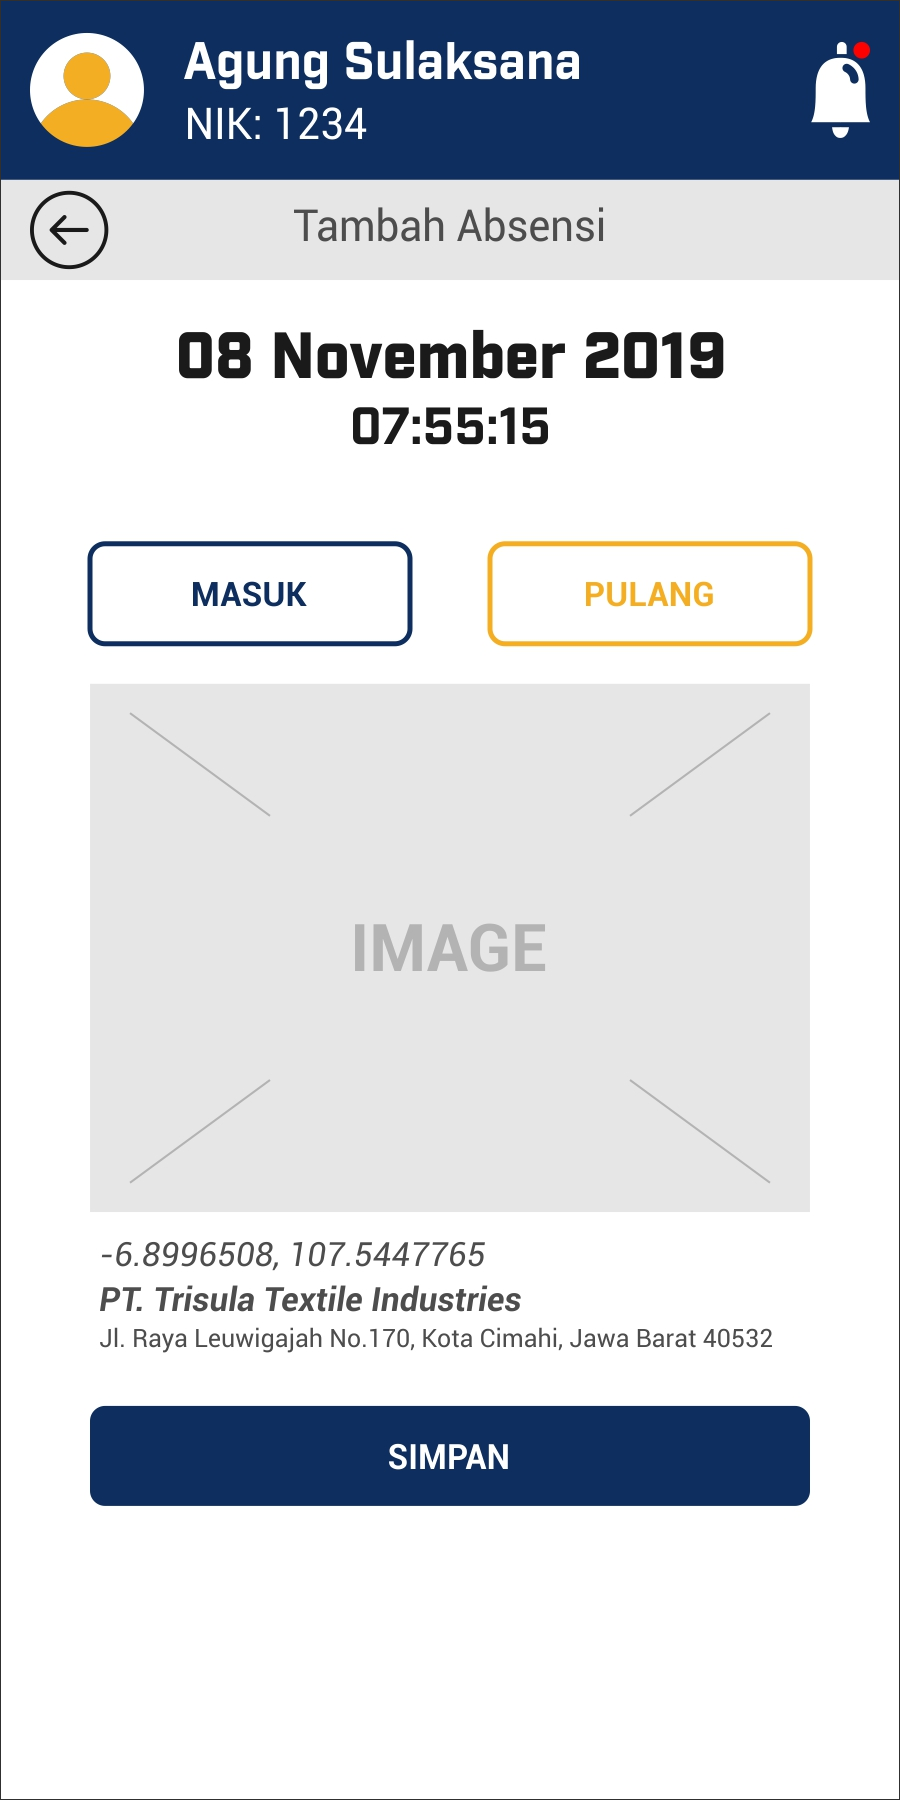 Agung Sulaksana
NIK: 1234
Tambah Absensi
08 November 2019
07:55:15
MASUK
PULANG
IMAGE
-6.8996508, 107.5447765
PT. Trisula Textile Industries
Jl. Raya Leuwigajah No.170, Kota Cimahi, Jawa Barat 40532
SIMPAN